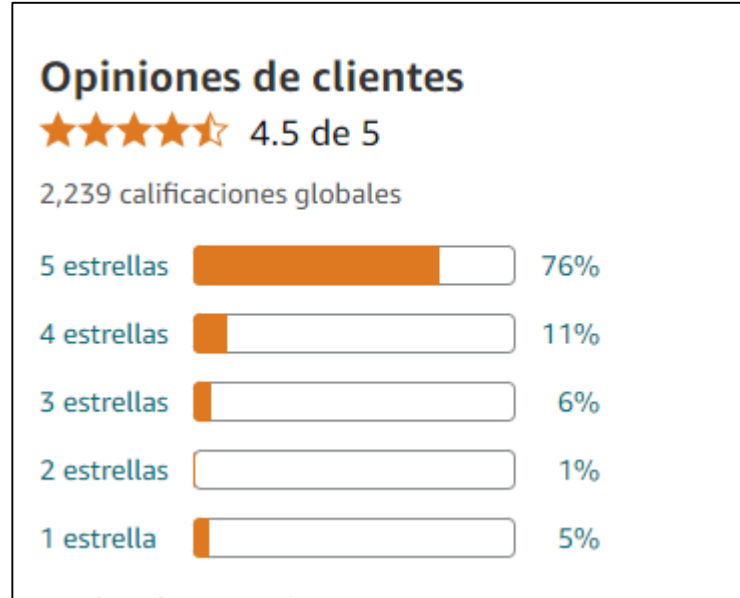 Opiniones de clientes
4.5 de 5
2,239 calificaciones globales
5 estrellas 76%
4 estrellas 11%
3 estrellas 6%
2 estrellas 1%
1 estrella 5%